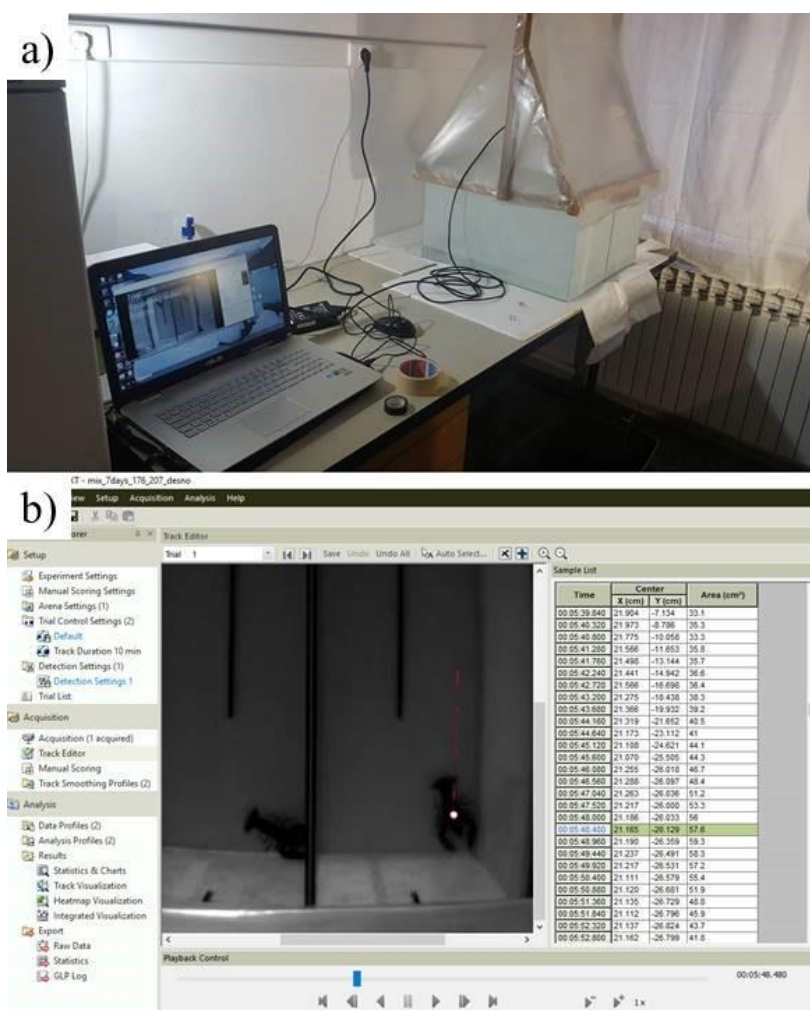 a)
b)
XT - mix_7days_176_207_desno
Setup Acquisition Analysis Help
Track Editor
Trial 1 Save Undo Undo All Auto Select...
Setup
Experiment Settings
Manual Scoring Settings
Arena Settings (1)
Trial Control Settings (2)
Default
Track Duration 10 min
Detection Settings (1)
Detection Settings 1
Trial List
Acquisition
Acquisition (1 acquired)
Track Editor
Manual Scoring
Track Smoothing Profiles (2)
Analysis
Data Profiles (2)
Analysis Profiles (2)
Results
Statistics & Charts
Track Visualization
Heatmap Visualization
Integrated Visualization
Export
Raw Data
Statistics
GLP Log
Sample List
Time Center Area (cm²)
X (cm) Y (cm)
00:05:39.840 21.904 -7.134 33.1
00:05:40.320 21.973 -8.786 35.3
00:05:40.800 21.775 -10.058 33.3
00:05:41.280 21.566 -11.653 35.8
00:05:41.760 21.498 -13.144 35.7
00:05:42.240 21.441 -14.942 36.6
00:05:42.720 21.566 -16.698 36.4
00:05:43.200 21.275 -18.438 38.3
00:05:43.680 21.366 -19.932 39.2
00:05:44.160 21.319 -21.652 40.5
00:05:44.640 21.173 -23.112 41
00:05:45.120 21.108 -24.621 44.1
00:05:45.600 21.070 -25.505 44.3
00:05:46.080 21.255 -26.018 46.7
00:05:46.560 21.288 -26.097 48.4
00:05:47.040 21.263 -26.036 51.2
00:05:47.520 21.217 -26.000 53.3
00:05:48.000 21.186 -26.033 56
00:05:48.480 21.165 -26.129 57.6
00:05:48.960 21.190 -26.359 59.3
00:05:49.440 21.237 -26.491 58.3
00:05:49.920 21.217 -26.531 57.2
00:05:50.400 21.111 -26.579 55.4
00:05:50.880 21.120 -26.681 51.9
00:05:51.360 21.135 -26.729 48.8
00:05:51.840 21.112 -26.796 45.9
00:05:52.320 21.137 -26.824 43.7
00:05:52.800 21.162 -26.799 41.8
Playback Control
00:05:48.480
1x